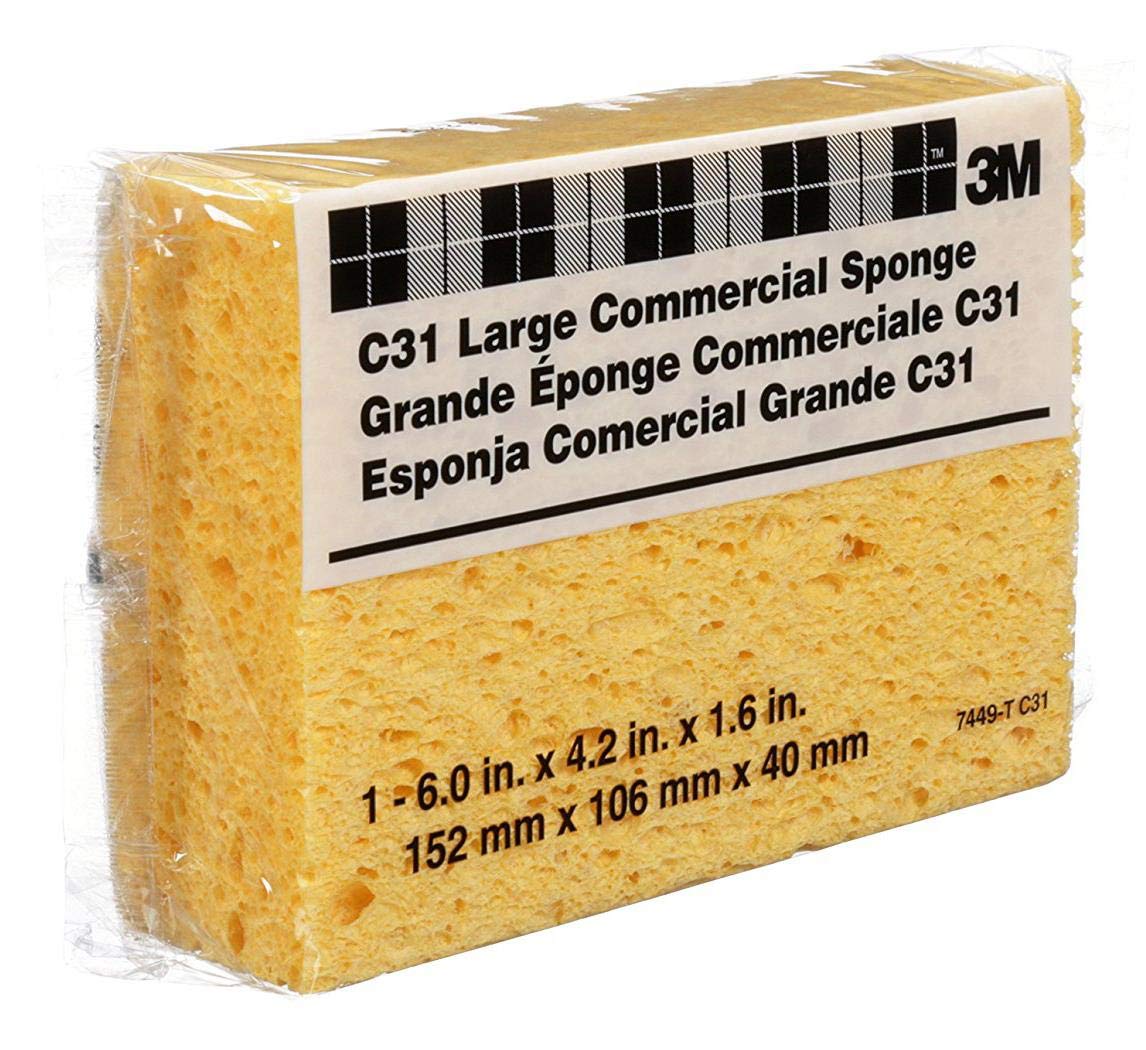 ™ 3M
C31 Large Commercial Sponge
Grande Éponge Commerciale C31
Esponja Comercial Grande C31
7449-T C31
1 - 6.0 in. x 4.2 in. x 1.6 in.
152 mm x 106 mm x 40 mm